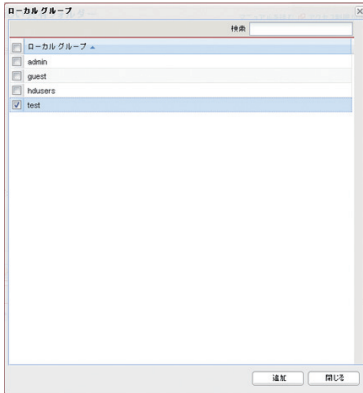 ローカル グループ
検索
ローカル グループ
admin
guest
hdusers
test
追加
閉じる